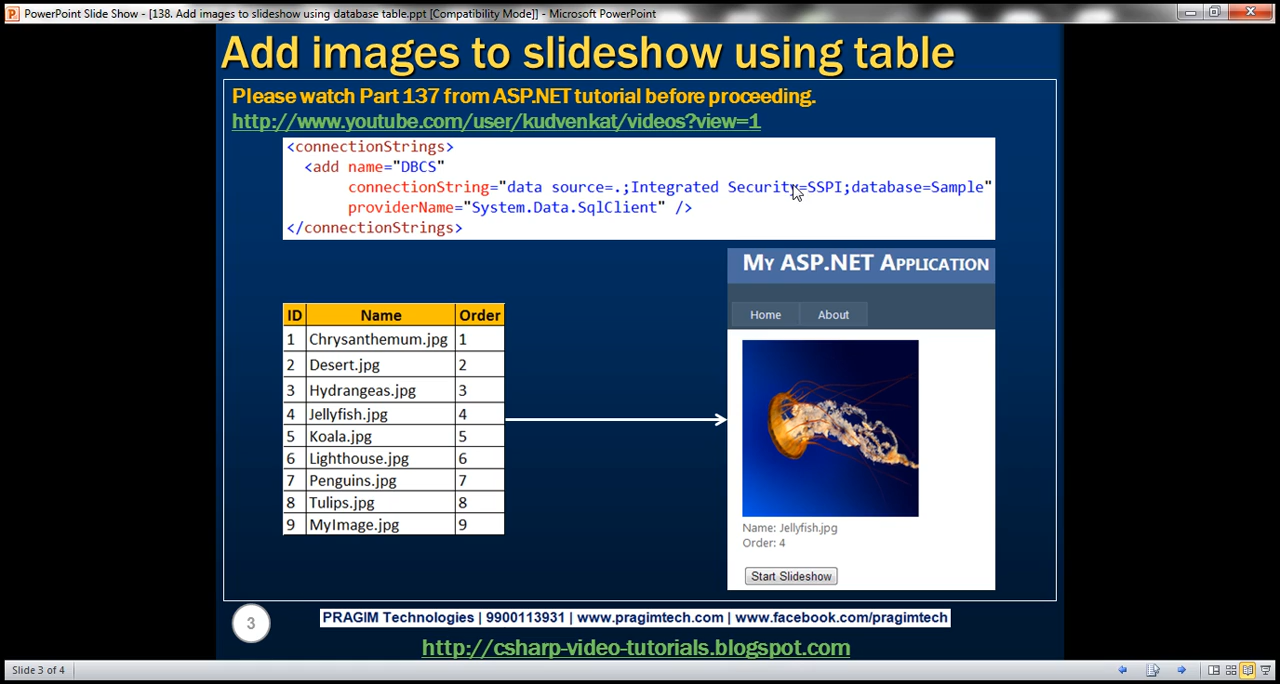 PowerPoint Slide Show - [138. Add images to slideshow using database table.ppt [Compatibility Mode]] - Microsoft PowerPoint
Add images to slideshow using table
Please watch Part 137 from ASP.NET tutorial before proceeding.
http://www.youtube.com/user/kudvenkat/videos?view=1
<connectionStrings>
<add name="DBCS"
connectionString="data source=.;Integrated Security=SSPI;database=Sample"
providerName="System.Data.SqlClient" />
</connectionStrings>
ID Name Order
1 Chrysanthemum.jpg 1
2 Desert.jpg 2
3 Hydrangeas.jpg 3
4 Jellyfish.jpg 4
5 Koala.jpg 5
6 Lighthouse.jpg 6
7 Penguins.jpg 7
8 Tulips.jpg 8
9 MyImage.jpg 9
MY ASP.NET APPLICATION
Home About
Name: Jellyfish.jpg
Order: 4
Start Slideshow
3
PRAGIM Technologies | 9900113931 | www.pragimtech.com | www.facebook.com/pragimtech
http://csharp-video-tutorials.blogspot.com
Slide 3 of 4